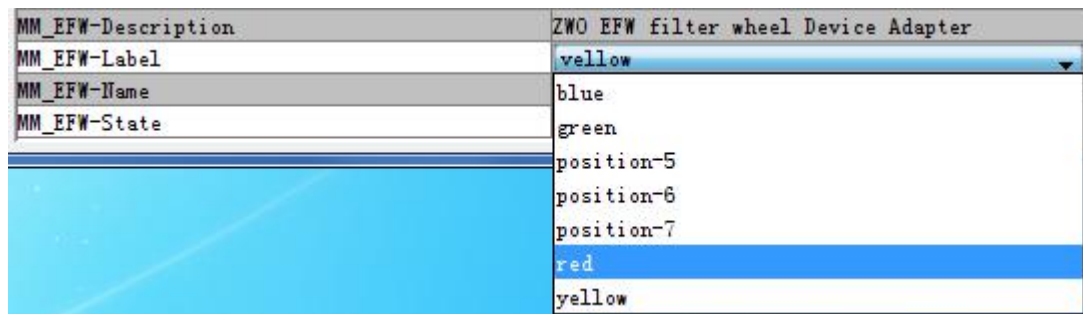 MM_EFW-Description ZWO EFW filter wheel Device Adapter
MM_EFW-Label yellow
MM_EFW-Name
MM_EFW-State
blue
green
position-5
position-6
position-7
red
yellow